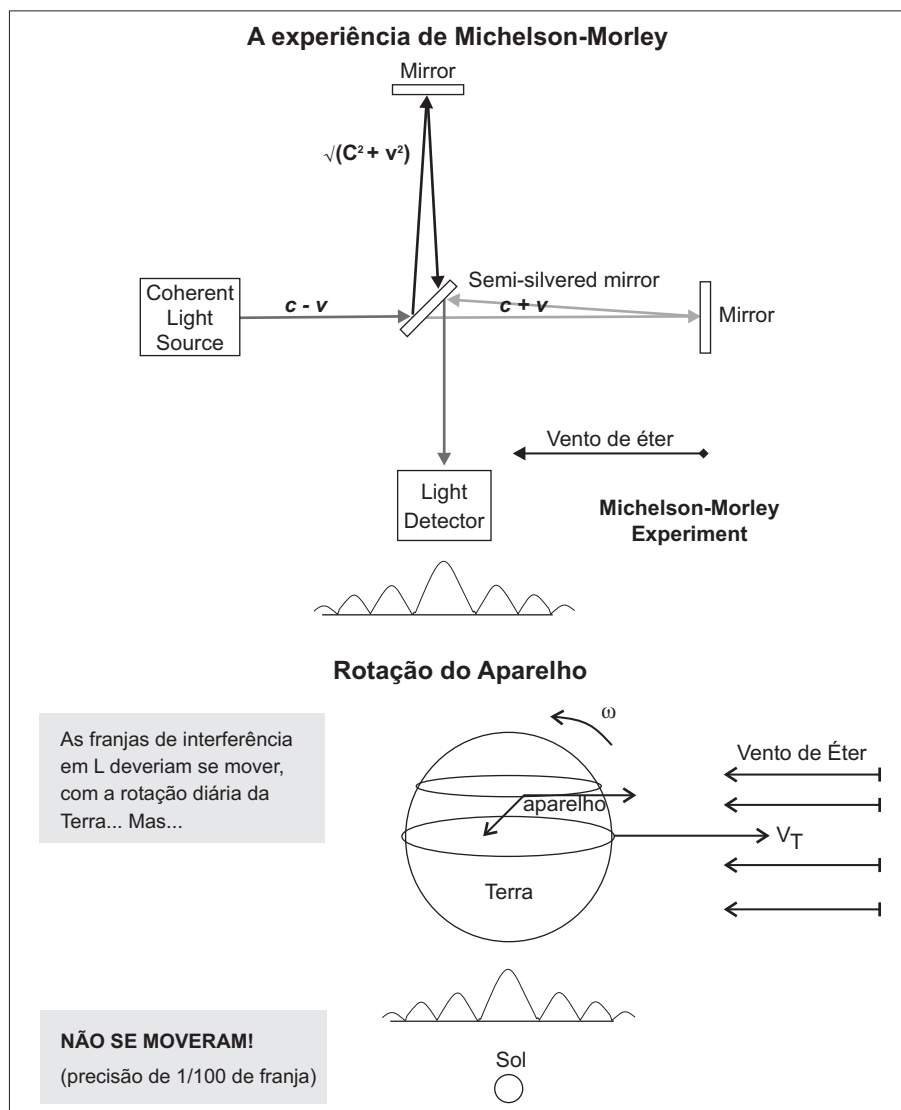 A experiência de Michelson-Morley
Mirror
√(C² + v²)
Semi-silvered mirror
Coherent
Light
Source
c - v
c + v
Mirror
Vento de éter
Light
Detector
Michelson-Morley
Experiment
Rotação do Aparelho
As franjas de interferência
em L deveriam se mover,
com a rotação diária da
Terra... Mas...
ω
Vento de Éter
aparelho
V_T
Terra
NÃO SE MOVERAM!
(precisão de 1/100 de franja)
Sol